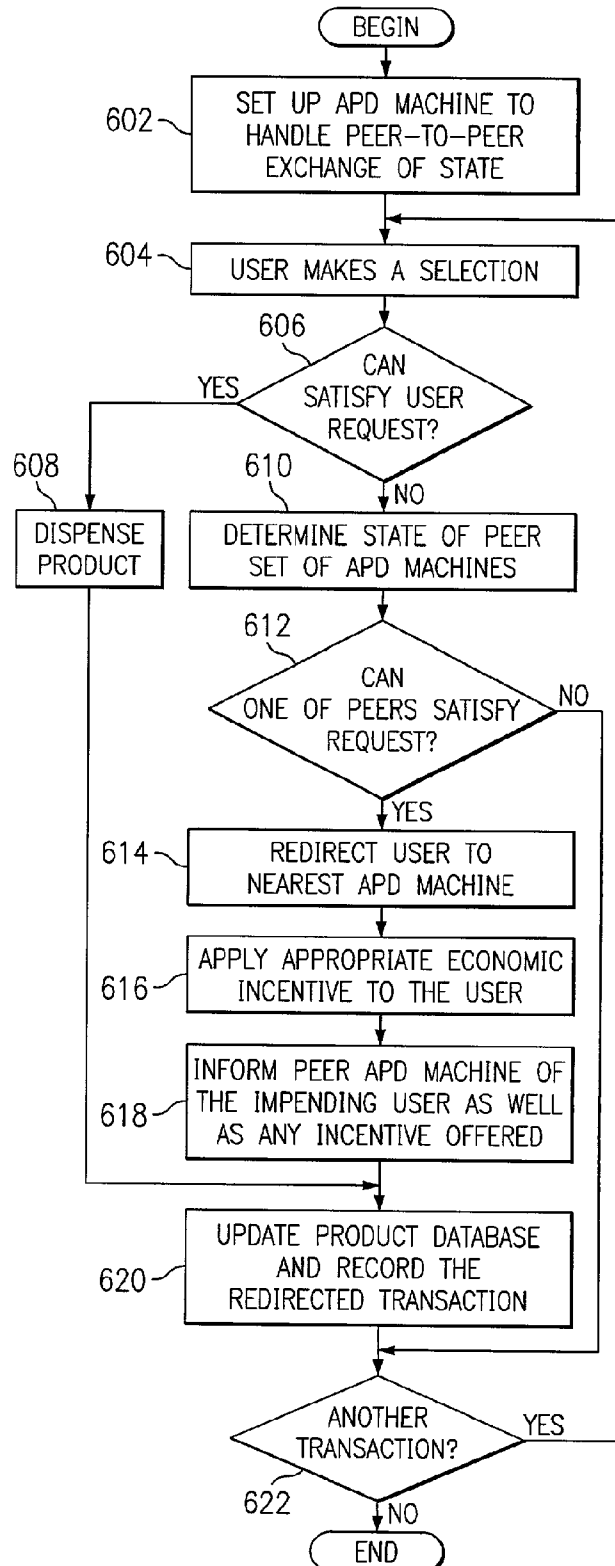 BEGIN
602
SET UP APD MACHINE TO
HANDLE PEER-TO-PEER
EXCHANGE OF STATE
604
USER MAKES A SELECTION
606
CAN
SATISFY USER
REQUEST?
YES
NO
608
DISPENSE
PRODUCT
610
DETERMINE STATE OF PEER
SET OF APD MACHINES
612
CAN
ONE OF PEERS SATISFY
REQUEST?
NO
YES
614
REDIRECT USER TO
NEAREST APD MACHINE
616
APPLY APPROPRIATE ECONOMIC
INCENTIVE TO THE USER
618
INFORM PEER APD MACHINE OF
THE IMPENDING USER AS WELL
AS ANY INCENTIVE OFFERED
620
UPDATE PRODUCT DATABASE
AND RECORD THE
REDIRECTED TRANSACTION
ANOTHER
TRANSACTION?
YES
622
NO
END